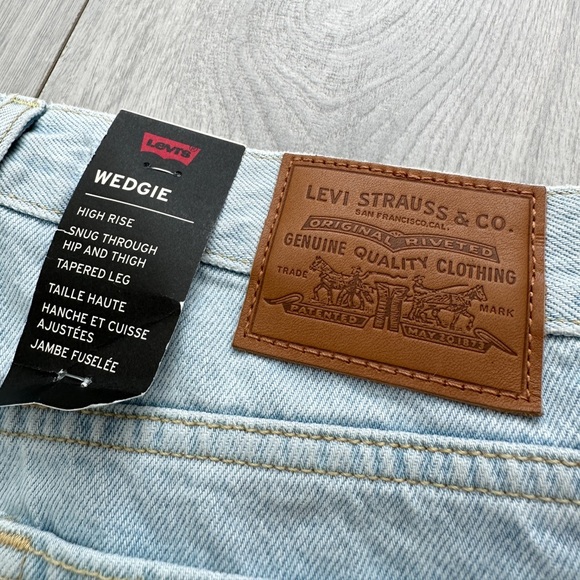 Levi's
WEDGIE
HIGH RISE
SNUG THROUGH
HIP AND THIGH
TAPERED LEG
TAILLE HAUTE
HANCHE ET CUISSE
AJUSTÉES
JAMBE FUSELÉE
LEVI STRAUSS & CO.
SAN FRANCISCO, CAL.
ORIGINAL RIVETED
GENUINE QUALITY CLOTHING
TRADE MARK
PATENTED MAY 20 1873